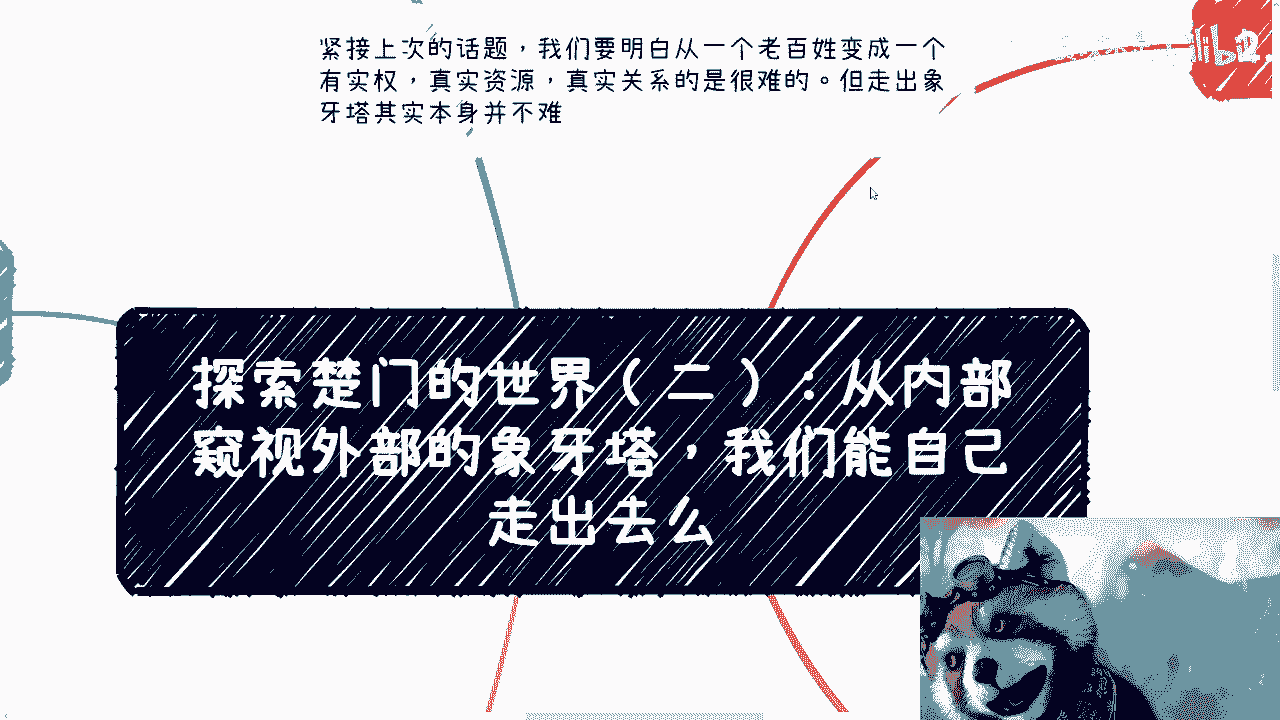 紧接上次的话题，我们要明白从一个老百姓变成一个
有实权，真实资源，真实关系的是很难的。但走出象
牙塔其实本身并不难
探索楚门的世界（二）：从内部
窥视外部的象牙塔，我们能自己
走出去么